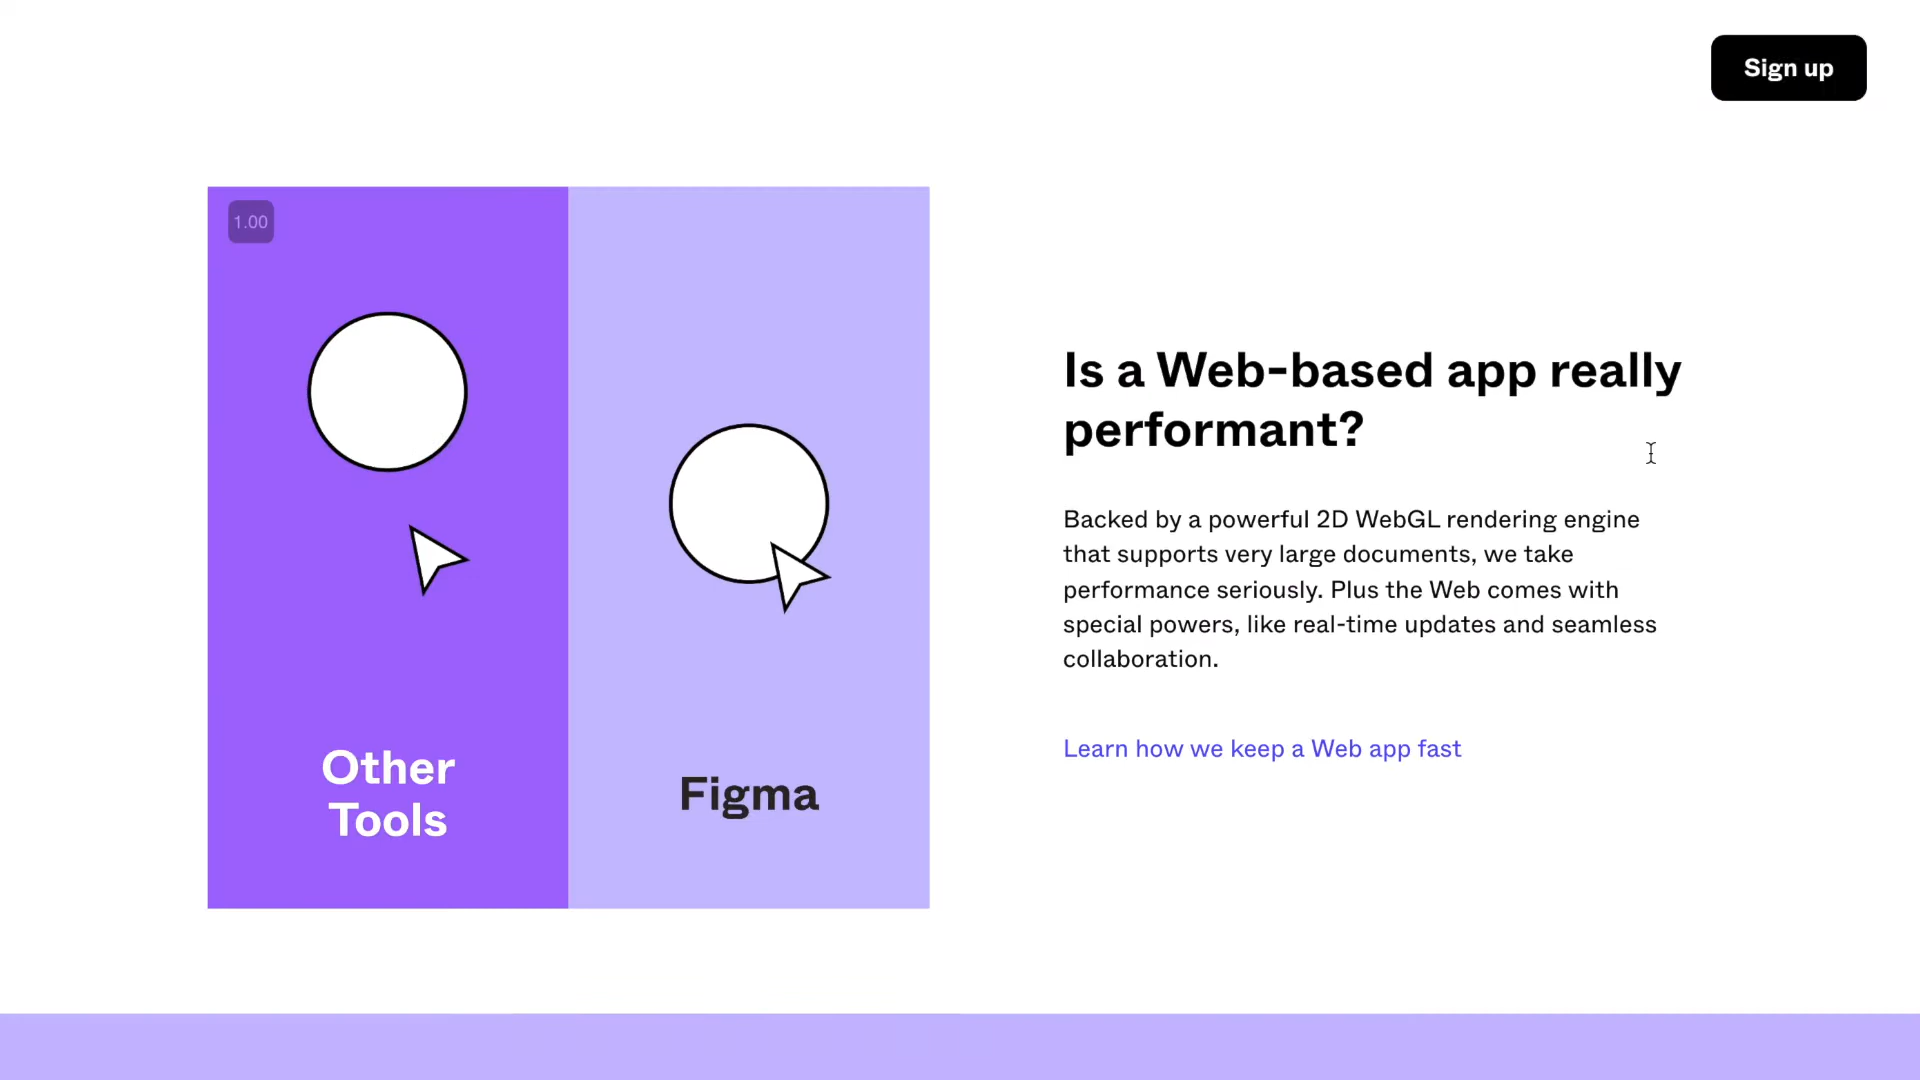 Sign up
1.00
Other
Tools
Figma
Is a Web-based app really
performant?
Backed by a powerful 2D WebGL rendering engine
that supports very large documents, we take
performance seriously. Plus the Web comes with
special powers, like real-time updates and seamless
collaboration.
Learn how we keep a Web app fast